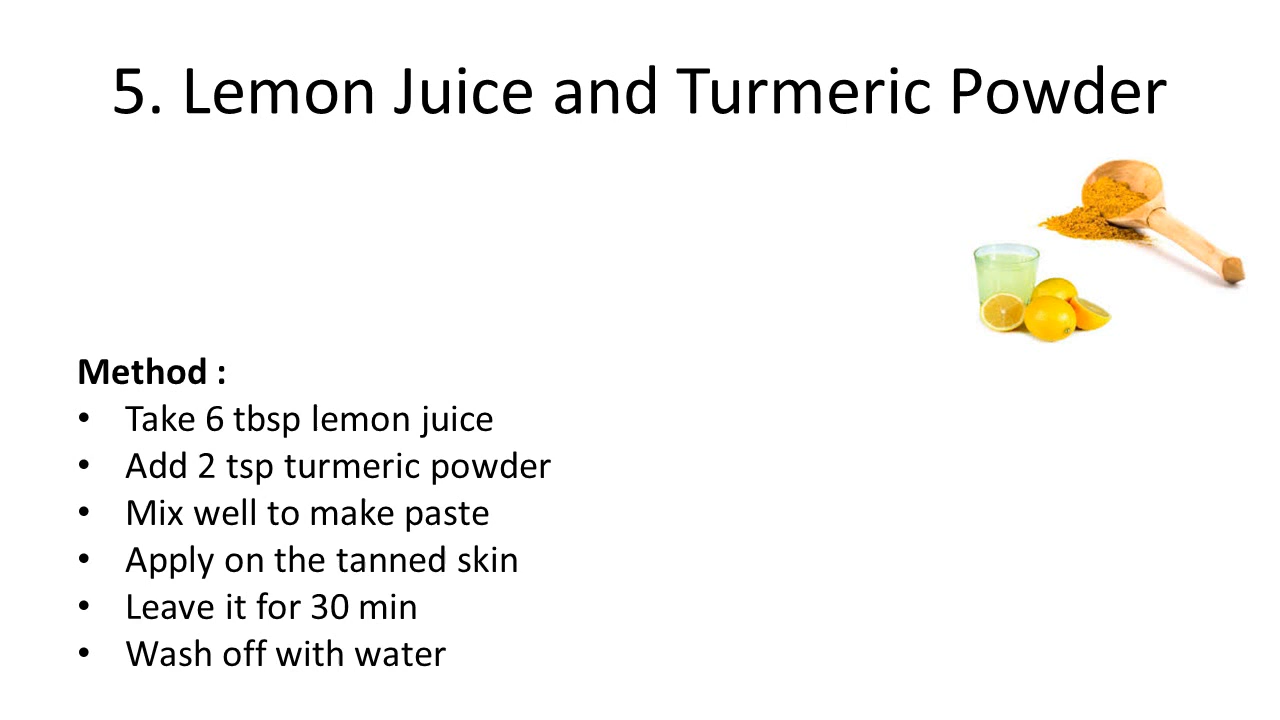 5. Lemon Juice and Turmeric Powder
Method :
• Take 6 tbsp lemon juice
• Add 2 tsp turmeric powder
• Mix well to make paste
• Apply on the tanned skin
• Leave it for 30 min
• Wash off with water